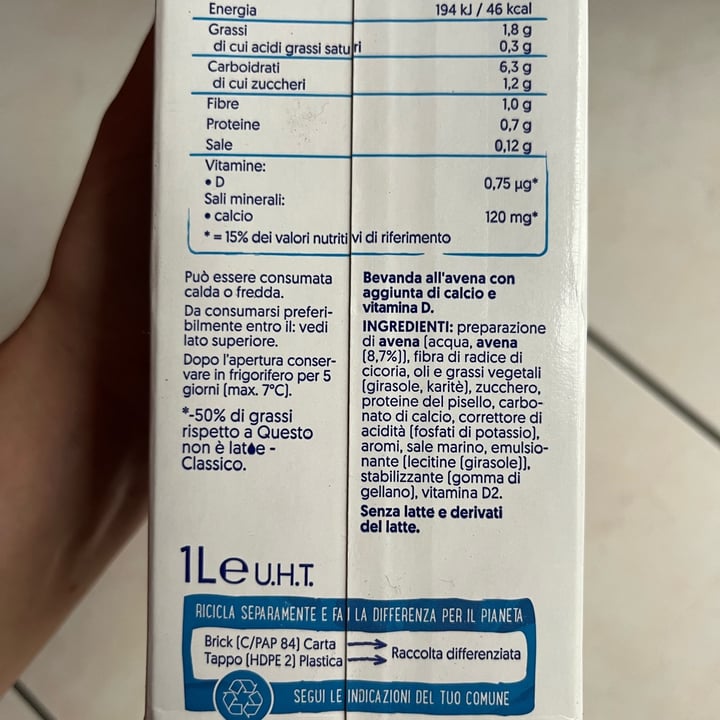 Energia 194 kJ / 46 kcal
Grassi 1,8 g
di cui acidi grassi saturi 0,3 g
Carboidrati 6,3 g
di cui zuccheri 1,2 g
Fibre 1,0 g
Proteine 0,7 g
Sale 0,12 g
Vitamine:
• D 0,75 µg*
Sali minerali:
• calcio 120 mg*
* = 15% dei valori nutritivi di riferimento
Può essere consumata
calda o fredda.
Da consumarsi preferi-
bilmente entro il: vedi
lato superiore.
Dopo l'apertura conser-
vare in frigorifero per 5
giorni (max. 7°C).
*-50% di grassi
rispetto a Questo
non è latte -
Classico.
Bevanda all'avena con
aggiunta di calcio e
vitamina D.
INGREDIENTI: preparazione
di avena (acqua, avena
(8,7%)), fibra di radice di
cicoria, oli e grassi vegetali
(girasole, karitè), zucchero,
proteine del pisello, carbo-
nato di calcio, correttore di
acidità (fosfati di potassio),
aromi, sale marino, emulsio-
nante (lecitine (girasole)),
stabilizzante (gomma di
gellano), vitamina D2.
Senza latte e derivati
del latte.
1L e U.H.T.
RICICLA SEPARAMENTE E FAI LA DIFFERENZA PER IL PIANETA
Brick (C/PAP 84) Carta
Tappo (HDPE 2) Plastica
Raccolta differenziata
SEGUI LE INDICAZIONI DEL TUO COMUNE